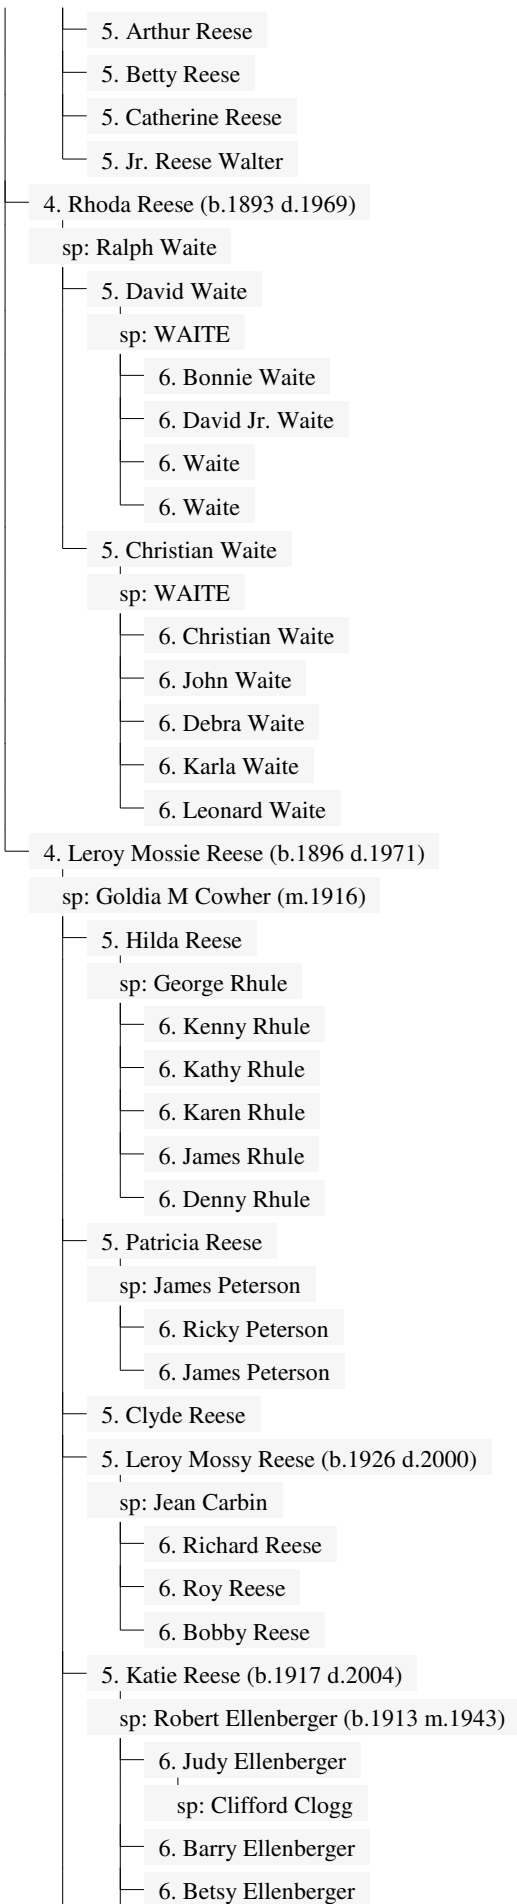 5. Arthur Reese
5. Betty Reese
5. Catherine Reese
5. Jr. Reese Walter
4. Rhoda Reese (b.1893 d.1969)
sp: Ralph Waite
5. David Waite
sp: WAITE
6. Bonnie Waite
6. David Jr. Waite
6. Waite
6. Waite
5. Christian Waite
sp: WAITE
6. Christian Waite
6. John Waite
6. Debra Waite
6. Karla Waite
6. Leonard Waite
4. Leroy Mossie Reese (b.1896 d.1971)
sp: Goldia M Cowher (m.1916)
5. Hilda Reese
sp: George Rhule
6. Kenny Rhule
6. Kathy Rhule
6. Karen Rhule
6. James Rhule
6. Denny Rhule
5. Patricia Reese
sp: James Peterson
6. Ricky Peterson
6. James Peterson
5. Clyde Reese
5. Leroy Mossy Reese (b.1926 d.2000)
sp: Jean Carbin
6. Richard Reese
6. Roy Reese
6. Bobby Reese
5. Katie Reese (b.1917 d.2004)
sp: Robert Ellenberger (b.1913 m.1943)
6. Judy Ellenberger
sp: Clifford Clogg
6. Barry Ellenberger
6. Betsy Ellenberger